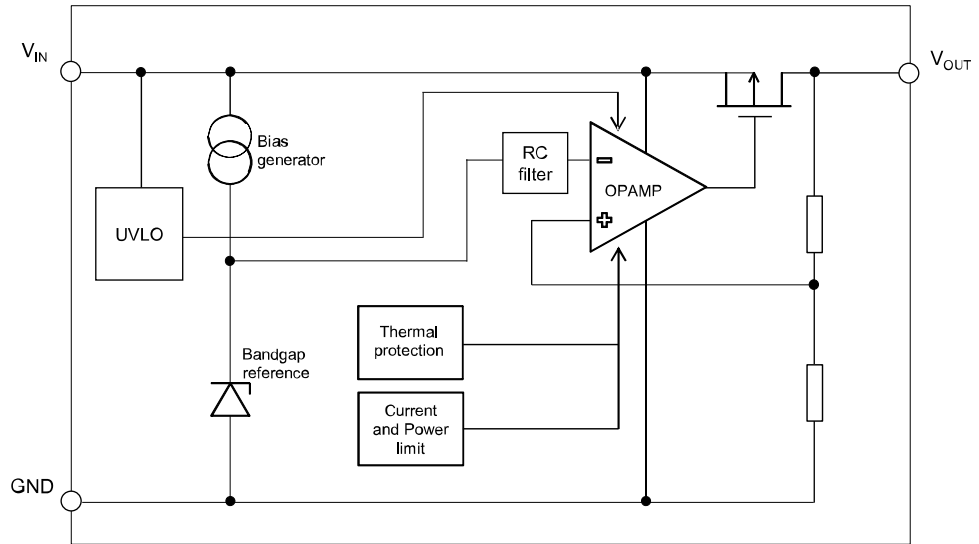 VIN
VOUT
Bias
generator
RC
filter
OPAMP
UVLO
Thermal
protection
Bandgap
reference
Current
and Power
limit
GND